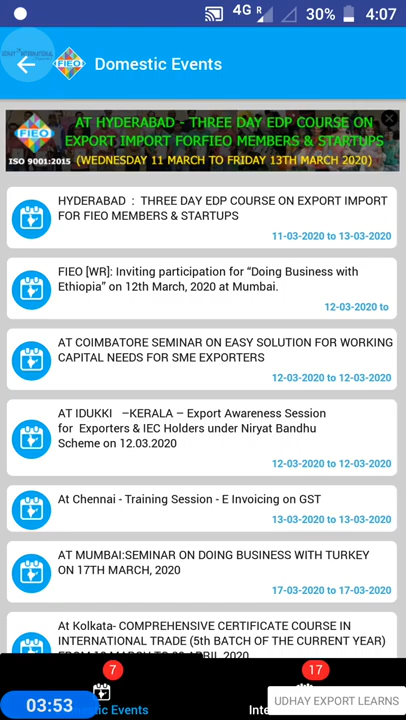 4G R 30% 4:07
FIEO
Domestic Events
FIEO
ISO 9001:2015
AT HYDERABAD - THREE DAY EDP COURSE ON
EXPORT IMPORT FORFIEO MEMBERS & STARTUPS
(WEDNESDAY 11 MARCH TO FRIDAY 13TH MARCH 2020)
HYDERABAD : THREE DAY EDP COURSE ON EXPORT IMPORT
FOR FIEO MEMBERS & STARTUPS
11-03-2020 to 13-03-2020
FIEO [WR]: Inviting participation for “Doing Business with
Ethiopia” on 12th March, 2020 at Mumbai.
12-03-2020 to
AT COIMBATORE SEMINAR ON EASY SOLUTION FOR WORKING
CAPITAL NEEDS FOR SME EXPORTERS
12-03-2020 to 12-03-2020
AT IDUKKI –KERALA – Export Awareness Session
for Exporters & IEC Holders under Niryat Bandhu
Scheme on 12.03.2020
12-03-2020 to 12-03-2020
At Chennai - Training Session - E Invoicing on GST
13-03-2020 to 13-03-2020
AT MUMBAI:SEMINAR ON DOING BUSINESS WITH TURKEY
ON 17TH MARCH, 2020
17-03-2020 to 17-03-2020
At Kolkata- COMPREHENSIVE CERTIFICATE COURSE IN
INTERNATIONAL TRADE (5th BATCH OF THE CURRENT YEAR)
7
17
03:53
Events
UDHAY EXPORT LEARNS